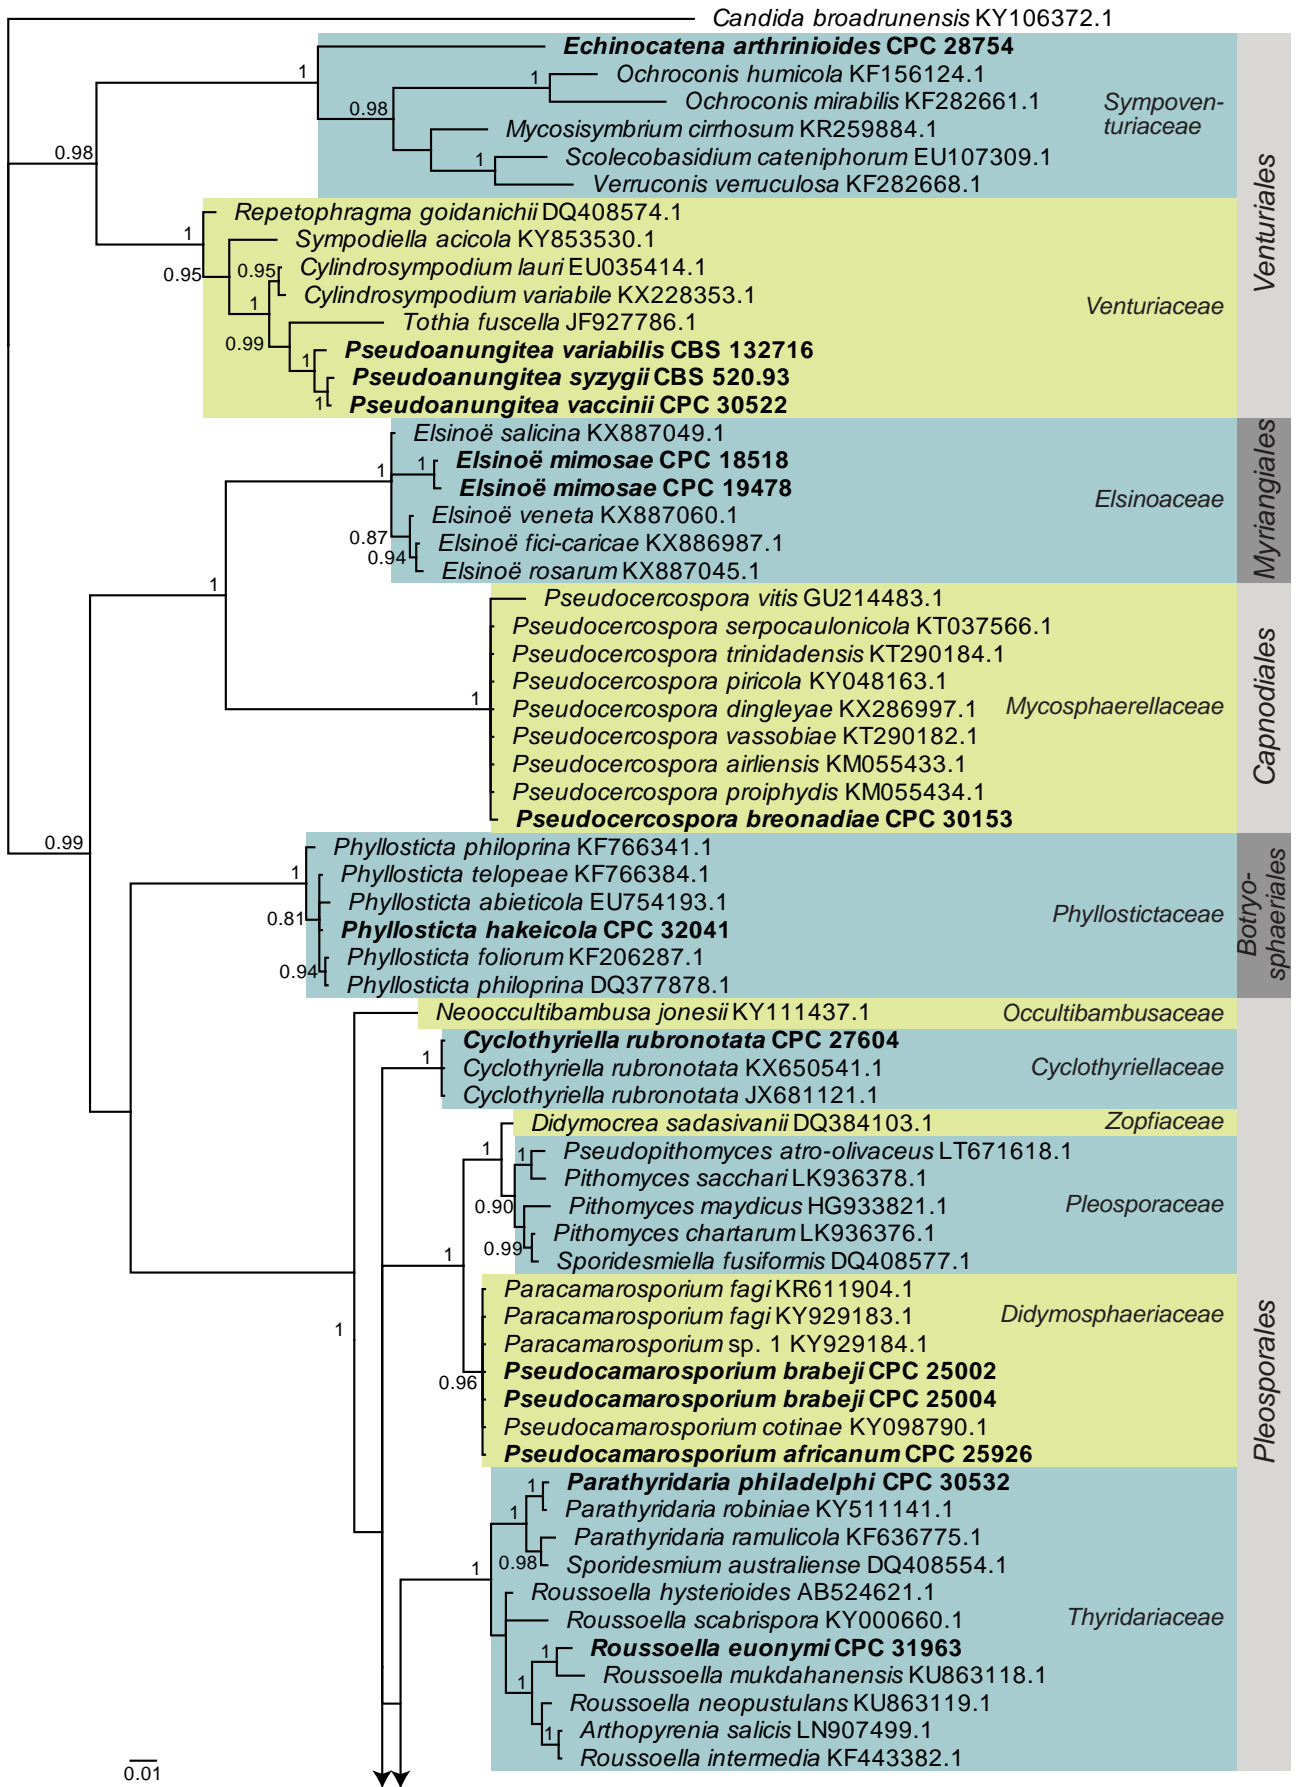 Candida broadrunensis KY106372.1
Echinocatena arthrinioides CPC 28754
1
Ochroconis humicola KF156124.1
1
Ochroconis mirabilis KF282661.1
0.98
Sympoven-
turiaceae
Mycosisymbrium cirrhosum KR259884.1
Scolecobasidium cateniphorum EU107309.1
1
Verruconis verruculosa KF282668.1
0.98
Venturiales
Repetophragma goidanichii DQ408574.1
1
Sympodiella acicola KY853530.1
0.95
Cylindrosympodium lauri EU035414.1
0.95
Cylindrosympodium variabile KX228353.1
1
Venturiaceae
Tothia fuscella JF927786.1
0.99
Pseudoanungitea variabilis CBS 132716
1
Pseudoanungitea syzygii CBS 520.93
Pseudoanungitea vaccinii CPC 30522
1
Elsinoë salicina KX887049.1
1
Elsinoë mimosae CPC 18518
1
Elsinoë mimosae CPC 19478
Elsinoaceae
Myriangiales
Elsinoë veneta KX887060.1
0.87
Elsinoë fici-caricae KX886987.1
0.94
Elsinoë rosarum KX887045.1
1
Pseudocercospora vitis GU214483.1
Pseudocercospora serpocaulonicola KT037566.1
Pseudocercospora trinidadensis KT290184.1
Pseudocercospora piricola KY048163.1
1
Pseudocercospora dingleyae KX286997.1
Mycosphaerellaceae
Capnodiales
Pseudocercospora vassobiae KT290182.1
Pseudocercospora airliensis KM055433.1
Pseudocercospora proiphydis KM055434.1
Pseudocercospora breonadiae CPC 30153
0.99
Phyllosticta philoprina KF766341.1
1
Phyllosticta telopeae KF766384.1
Phyllosticta abieticola EU754193.1
0.81
Phyllostictaceae
Botryo-
sphaeriales
Phyllosticta hakeicola CPC 32041
Phyllosticta foliorum KF206287.1
0.94
Phyllosticta philoprina DQ377878.1
Neooccultibambusa jonesii KY111437.1
Occultibambusaceae
Cyclothyriella rubronotata CPC 27604
1
Cyclothyriella rubronotata KX650541.1
Cyclothyriellaceae
Cyclothyriella rubronotata JX681121.1
Didymocrea sadasivanii DQ384103.1
Zopfiaceae
1
Pseudopithomyces atro-olivaceus LT671618.1
1
Pithomyces sacchari LK936378.1
0.90
Pithomyces maydicus HG933821.1
Pleosporaceae
Pithomyces chartarum LK936376.1
0.99
Sporidesmiella fusiformis DQ408577.1
1
Paracamarosporium fagi KR611904.1
Paracamarosporium fagi KY929183.1
Didymosphaeriaceae
1
Paracamarosporium sp. 1 KY929184.1
Pleosporales
Pseudocamarosporium brabeji CPC 25002
0.96
Pseudocamarosporium brabeji CPC 25004
Pseudocamarosporium cotinae KY098790.1
Pseudocamarosporium africanum CPC 25926
Parathyridaria philadelphi CPC 30532
1
Parathyridaria robiniae KY511141.1
1
Parathyridaria ramulicola KF636775.1
0.98
Sporidesmium australiense DQ408554.1
1
Roussoella hysterioides AB524621.1
Roussoella scabrispora KY000660.1
Thyridariaceae
Roussoella euonymi CPC 31963
1
Roussoella mukdahanensis KU863118.1
1
Roussoella neopustulans KU863119.1
Arthopyrenia salicis LN907499.1
1
Roussoella intermedia KF443382.1
0.01